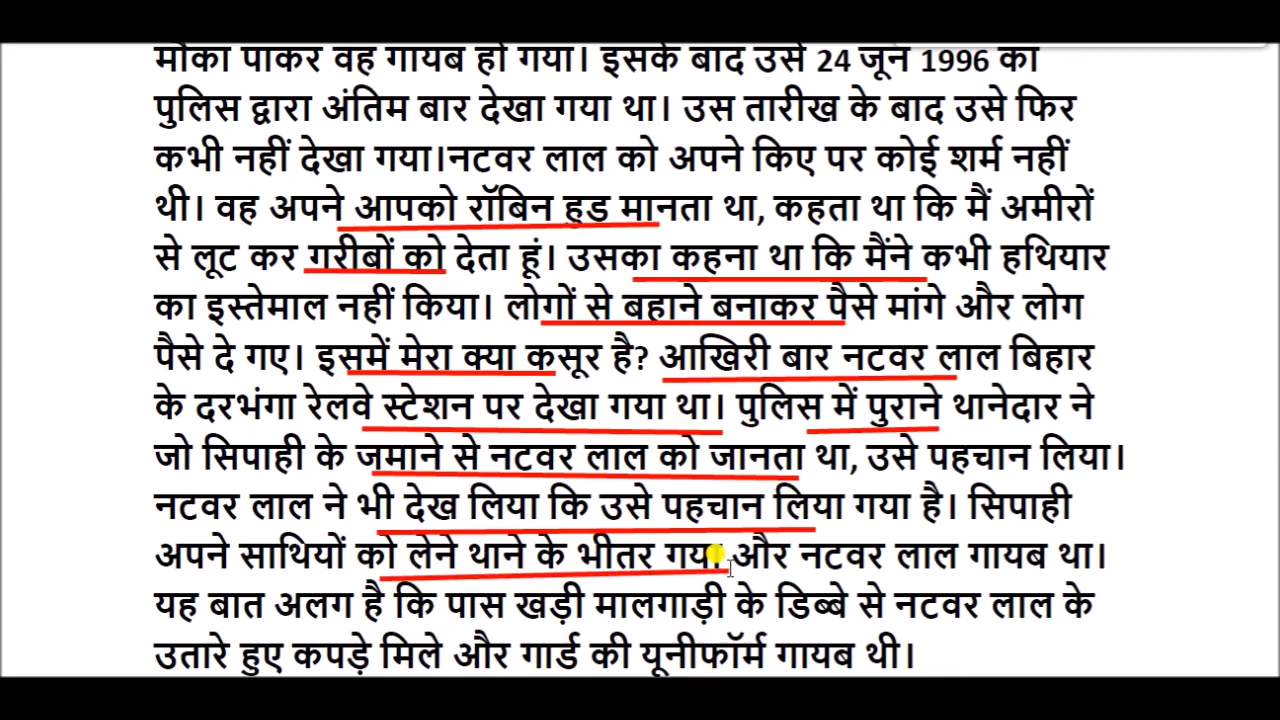 मौका पाकर वह गायब हो गया। इसके बाद उसे 24 जून 1996 को
पुलिस द्वारा अंतिम बार देखा गया था। उस तारीख के बाद उसे फिर
कभी नहीं देखा गया।नटवर लाल को अपने किए पर कोई शर्म नहीं
थी। वह अपने आपको रॉबिन हुड मानता था, कहता था कि मैं अमीरों
से लूट कर गरीबों को देता हूं। उसका कहना था कि मैंने कभी हथियार
का इस्तेमाल नहीं किया। लोगों से बहाने बनाकर पैसे मांगे और लोग
पैसे दे गए। इसमें मेरा क्या कसूर है? आखिरी बार नटवर लाल बिहार
के दरभंगा रेलवे स्टेशन पर देखा गया था। पुलिस में पुराने थानेदार ने
जो सिपाही के जमाने से नटवर लाल को जानता था, उसे पहचान लिया।
नटवर लाल ने भी देख लिया कि उसे पहचान लिया गया है। सिपाही
अपने साथियों को लेने थाने के भीतर गया और नटवर लाल गायब था।
यह बात अलग है कि पास खड़ी मालगाड़ी के डिब्बे से नटवर लाल के
उतारे हुए कपड़े मिले और गार्ड की यूनीफॉर्म गायब थी।